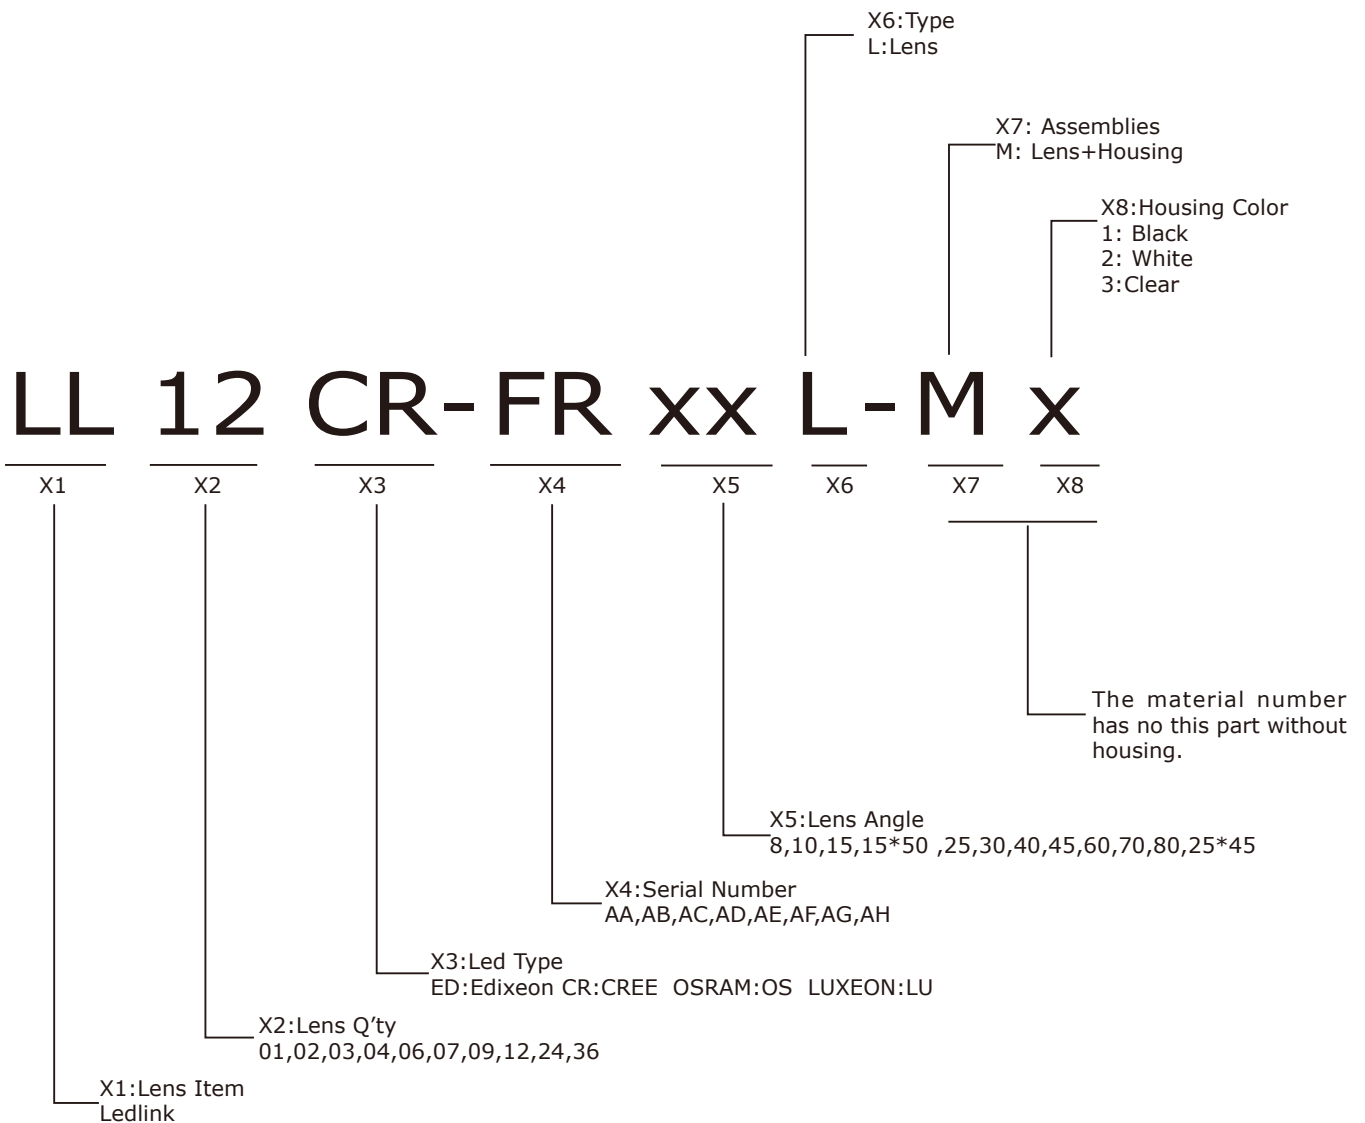 X6:Type
L:Lens
X7: Assemblies
M: Lens+Housing
X8:Housing Color
1: Black
2: White
3:Clear
LL 12 CR-FR xx L-M x
X1 X2 X3 X4 X5 X6 X7 X8
The material number
has no this part without
housing.
X5:Lens Angle
8,10,15,15*50 ,25,30,40,45,60,70,80,25*45
X4:Serial Number
AA,AB,AC,AD,AE,AF,AG,AH
X3:Led Type
ED:Edixeon CR:CREE  OSRAM:OS  LUXEON:LU
X2:Lens Q’ty
01,02,03,04,06,07,09,12,24,36
X1:Lens Item
Ledlink